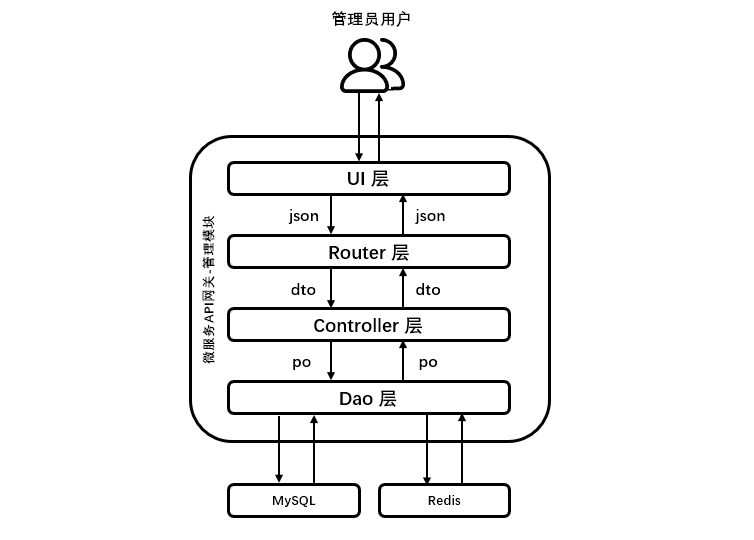 管理员用户
UI 层
json
json
Router 层
dto
dto
Controller 层
po
po
Dao 层
微服务API网关-管理模块
MySQL
Redis